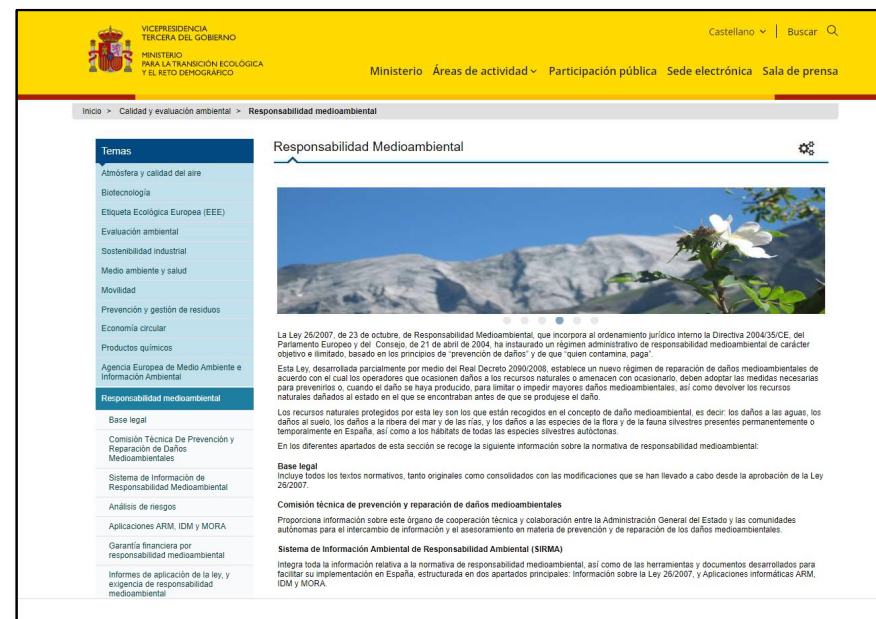 VICEPRESIDENCIA
TERCERA DEL GOBIERNO
MINISTERIO
PARA LA TRANSICIÓN ECOLÓGICA
Y EL RETO DEMOGRÁFICO
Castellano
Buscar
Ministerio Áreas de actividad Participación pública Sede electrónica Sala de prensa
Inicio > Calidad y evaluación ambiental > Responsabilidad medioambiental
Temas
Atmósfera y calidad del aire
Biotecnología
Etiqueta Ecológica Europea (EEE)
Evaluación ambiental
Sostenibilidad industrial
Medio ambiente y salud
Movilidad
Prevención y gestión de residuos
Economía circular
Productos químicos
Agencia Europea de Medio Ambiente e
Información Ambiental
Responsabilidad medioambiental
Base legal
Comisión Técnica De Prevención y
Reparación de Daños
Medioambientales
Sistema de Información de
Responsabilidad Medioambiental
Análisis de riesgos
Aplicaciones ARM, IDM y MORA
Garantía financiera por
responsabilidad medioambiental
Informes de aplicación de la ley, y
exigencia de responsabilidad
medioambiental
Responsabilidad Medioambiental
La Ley 26/2007, de 23 de octubre, de Responsabilidad Medioambiental, que incorpora al ordenamiento jurídico interno la Directiva 2004/35/CE, del
Parlamento Europeo y del Consejo, de 21 de abril de 2004, ha instaurado un régimen administrativo de responsabilidad medioambiental de carácter
objetivo e ilimitado, basado en los principios de “prevención de daños” y de que “quien contamina, paga”.
Esta Ley, desarrollada parcialmente por medio del Real Decreto 2090/2008, establece un nuevo régimen de reparación de daños medioambientales de
acuerdo con el cual los operadores que ocasionen daños a los recursos naturales o amenacen con ocasionarlo, deben adoptar las medidas necesarias
para prevenirlos o, cuando el daño se haya producido, para limitar o impedir mayores daños medioambientales, así como devolver los recursos
naturales dañados al estado en el que se encontraban antes de que se produjese el daño.
Los recursos naturales protegidos por esta ley son los que están recogidos en el concepto de daño medioambiental, es decir: los daños a las aguas, los
daños al suelo, los daños a la ribera del mar y de las rías, y los daños a las especies de la flora y de la fauna silvestres presentes permanentemente o
temporalmente en España, así como a los hábitats de todas las especies silvestres autóctonas.
En los diferentes apartados de esta sección se recoge la siguiente información sobre la normativa de responsabilidad medioambiental:
Base legal
Incluye todos los textos normativos, tanto originales como consolidados con las modificaciones que se han llevado a cabo desde la aprobación de la Ley
26/2007.
Comisión técnica de prevención y reparación de daños medioambientales
Proporciona información sobre este órgano de cooperación técnica y colaboración entre la Administración General del Estado y las comunidades
autónomas para el intercambio de información y el asesoramiento en materia de prevención y de reparación de los daños medioambientales.
Sistema de Información Ambiental de Responsabilidad Ambiental (SIRMA)
Integra toda la información relativa a la normativa de responsabilidad medioambiental, así como de las herramientas y documentos desarrollados para
facilitar su implementación en España, estructurada en dos apartados principales: Información sobre la Ley 26/2007, y Aplicaciones informáticas ARM,
IDM y MORA.